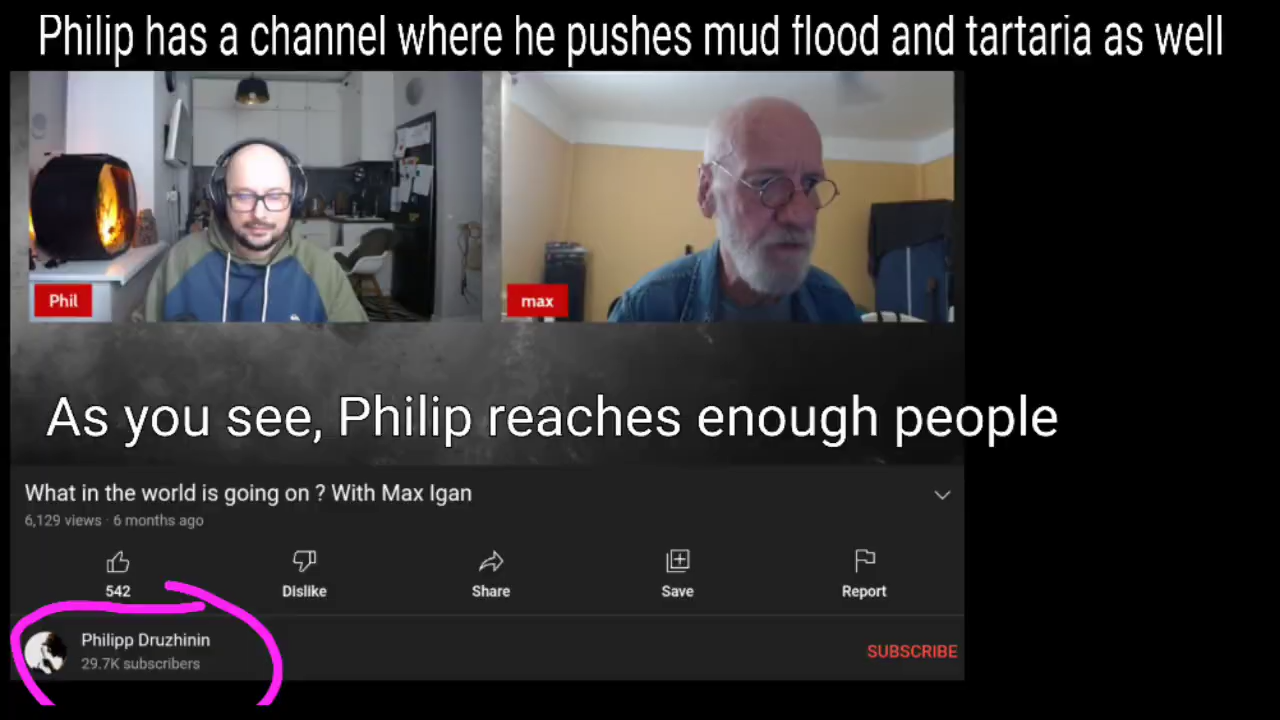 Philip has a channel where he pushes mud flood and tartaria as well
Phil
max
As you see, Philip reaches enough people
What in the world is going on ? With Max Igan
6,129 views · 6 months ago
542
Dislike
Share
Save
Report
Philipp Druzhinin
29.7K subscribers
SUBSCRIBE